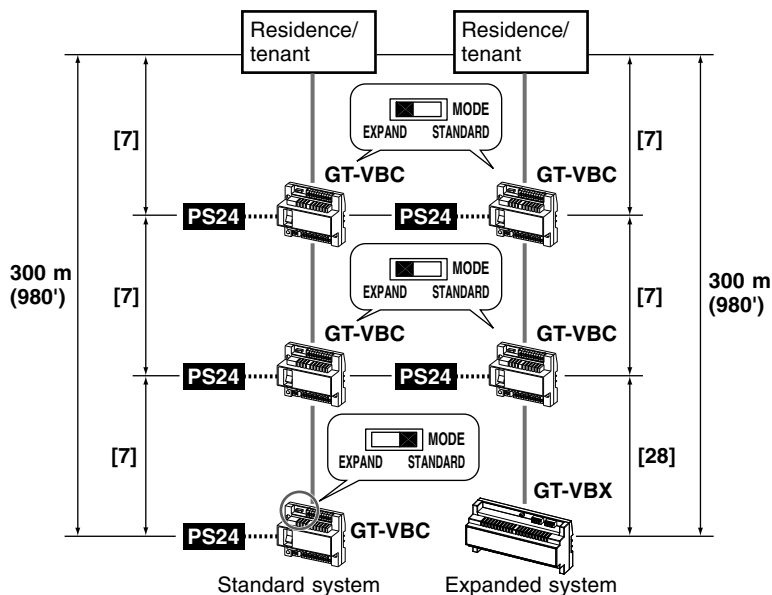 Residence/
tenant
Residence/
tenant
MODE
EXPAND STANDARD
[7]
[7]
GT-VBC
GT-VBC
PS24
PS24
300 m
(980')
[7]
MODE
EXPAND STANDARD
[7]
300 m
(980')
GT-VBC
GT-VBC
PS24
PS24
[7]
MODE
EXPAND STANDARD
[28]
GT-VBX
PS24
GT-VBC
Standard system
Expanded system